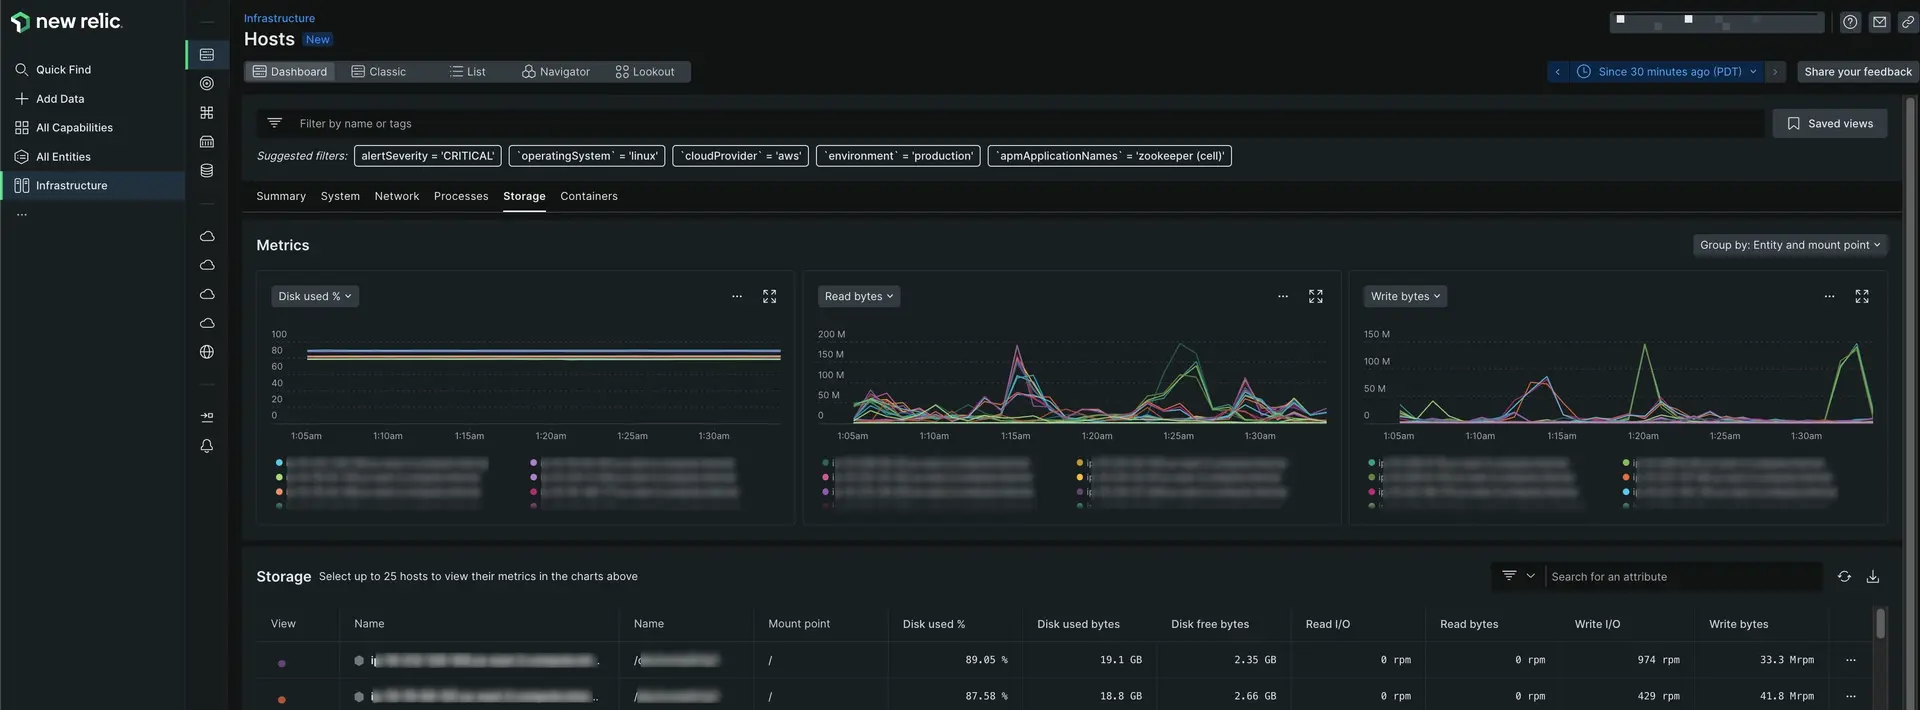 new relic.
Quick Find
Add Data
All Capabilities
All Entities
Infrastructure
...
Infrastructure
Hosts New
Dashboard Classic List Navigator Lookout
Since 30 minutes ago (PDT)
Share your feedback
Filter by name or tags
Saved views
Suggested filters: alertSeverity = 'CRITICAL' `operatingSystem` = 'linux' `cloudProvider` = 'aws' `environment` = 'production' `apmApplicationNames` = 'zookeeper (cell)'
Summary System Network Processes Storage Containers
Metrics
Group by: Entity and mount point
Disk used %
100
80
60
40
20
0
1:05am 1:10am 1:15am 1:20am 1:25am 1:30am
Read bytes
200 M
150 M
100 M
50 M
0
1:05am 1:10am 1:15am 1:20am 1:25am 1:30am
Write bytes
150 M
100 M
50 M
0
1:05am 1:10am 1:15am 1:20am 1:25am 1:30am
Storage Select up to 25 hosts to view their metrics in the charts above
Search for an attribute
View Name Name Mount point Disk used % Disk used bytes Disk free bytes Read I/O Read bytes Write I/O Write bytes
/ 89.05 % 19.1 GB 2.35 GB 0 rpm 0 rpm 974 rpm 33.3 Mrpm ...
/ 87.58 % 18.8 GB 2.66 GB 0 rpm 0 rpm 429 rpm 41.8 Mrpm ...